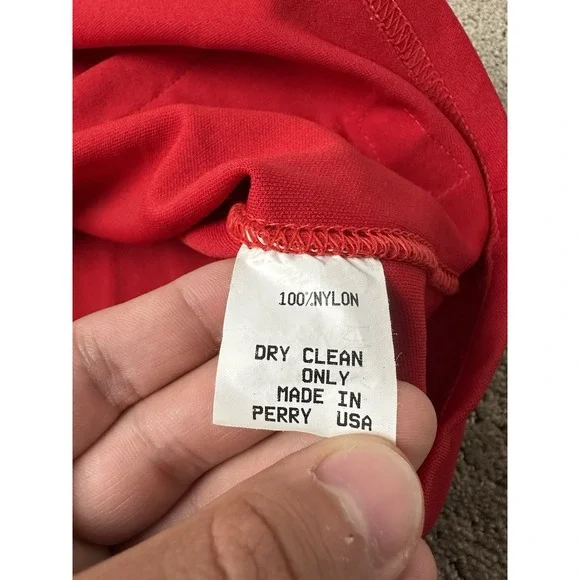 100%NYLON
DRY CLEAN
ONLY
MADE IN
PERRY USA